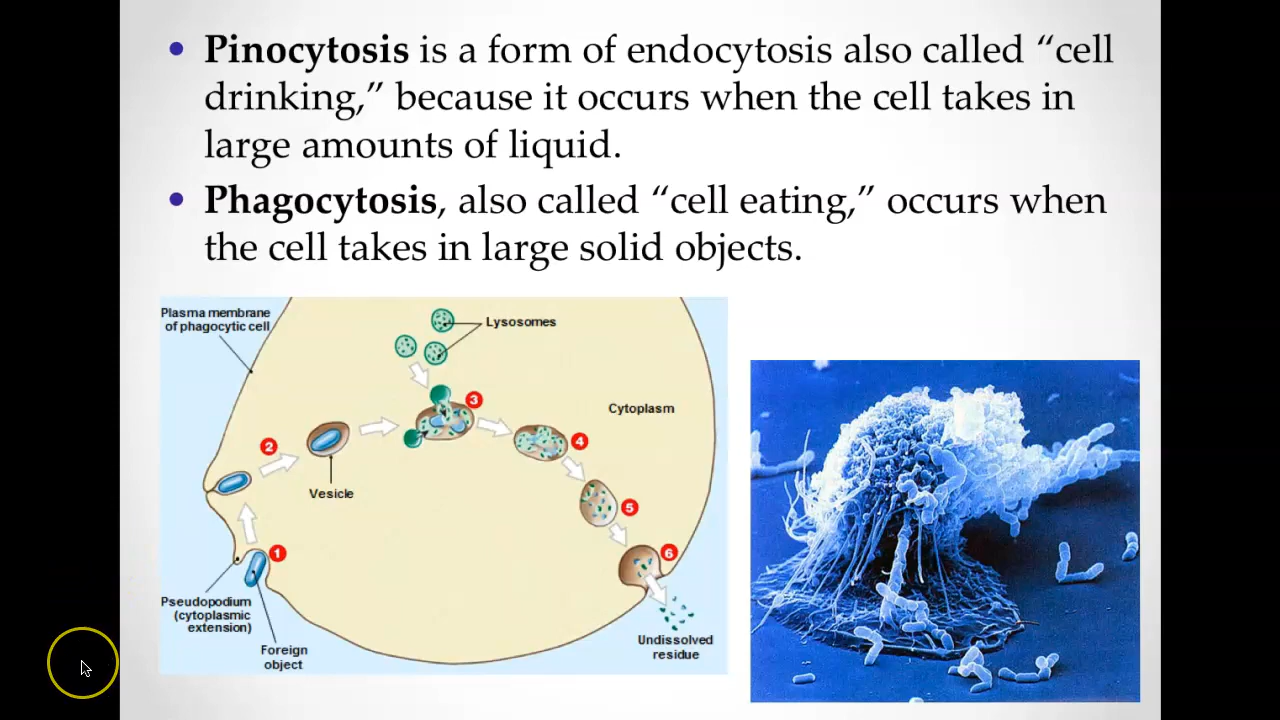 • Pinocytosis is a form of endocytosis also called “cell
drinking,” because it occurs when the cell takes in
large amounts of liquid.
• Phagocytosis, also called “cell eating,” occurs when
the cell takes in large solid objects.
Plasma membrane
of phagocytic cell
Lysosomes
3
Cytoplasm
2
4
Vesicle
5
1
6
Pseudopodium
(cytoplasmic
extension)
Foreign
object
Undissolved
residue